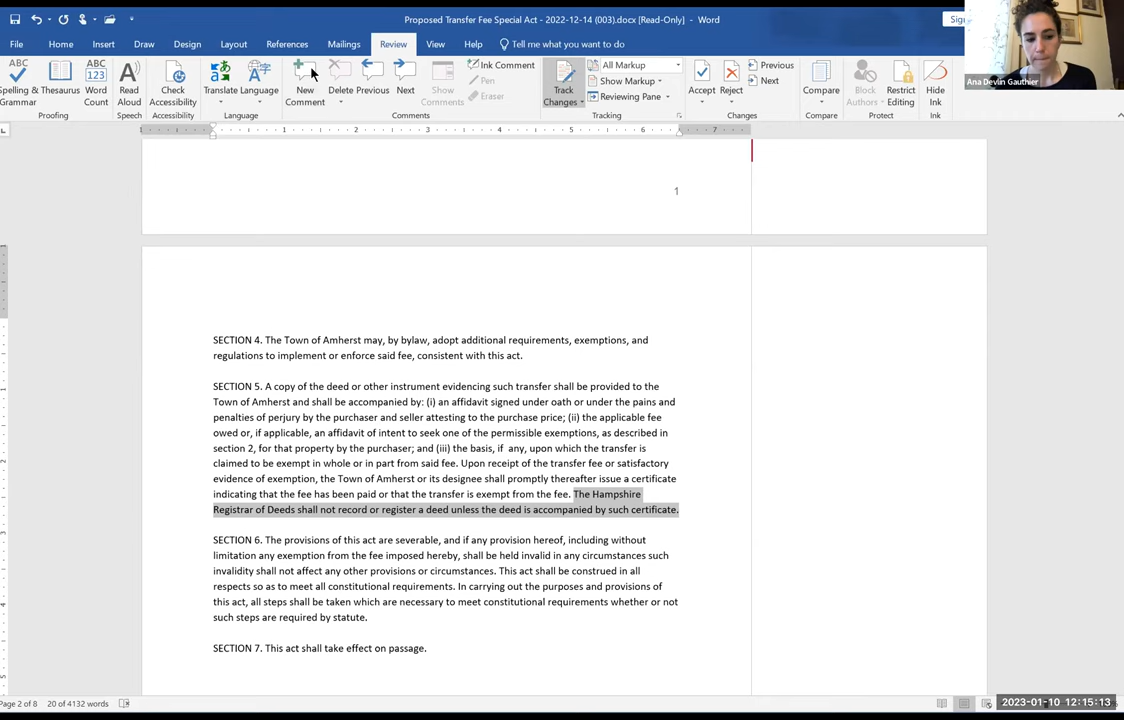 Proposed Transfer Fee Special Act - 2022-12-14 (003).docx [Read-Only] - Word
Sign
File Home Insert Draw Design Layout References Mailings Review View Help Tell me what you want to do
Spelling & Grammar
Thesaurus
Word Count
Read Aloud
Check Accessibility
Translate
Language
New Comment
Delete
Previous
Next
Show Comments
Ink Comment
Pen
Eraser
Track Changes
All Markup
Show Markup
Reviewing Pane
Accept
Reject
Previous
Next
Compare
Block Authors
Restrict Editing
Hide Ink
Proofing Speech Accessibility Language Comments Tracking Changes Compare Protect Ink
Ana Devlin Gauthier
1 2 3 4 5 6 7
1
SECTION 4. The Town of Amherst may, by bylaw, adopt additional requirements, exemptions, and
regulations to implement or enforce said fee, consistent with this act.
SECTION 5. A copy of the deed or other instrument evidencing such transfer shall be provided to the
Town of Amherst and shall be accompanied by: (i) an affidavit signed under oath or under the pains and
penalties of perjury by the purchaser and seller attesting to the purchase price; (ii) the applicable fee
owed or, if applicable, an affidavit of intent to seek one of the permissible exemptions, as described in
section 2, for that property by the purchaser; and (iii) the basis, if any, upon which the transfer is
claimed to be exempt in whole or in part from said fee. Upon receipt of the transfer fee or satisfactory
evidence of exemption, the Town of Amherst or its designee shall promptly thereafter issue a certificate
indicating that the fee has been paid or that the transfer is exempt from the fee. The Hampshire
Registrar of Deeds shall not record or register a deed unless the deed is accompanied by such certificate.
SECTION 6. The provisions of this act are severable, and if any provision hereof, including without
limitation any exemption from the fee imposed hereby, shall be held invalid in any circumstances such
invalidity shall not affect any other provisions or circumstances. This act shall be construed in all
respects so as to meet all constitutional requirements. In carrying out the purposes and provisions of
this act, all steps shall be taken which are necessary to meet constitutional requirements whether or not
such steps are required by statute.
SECTION 7. This act shall take effect on passage.
Page 2 of 8 20 of 4132 words
2023-01-10 12:15:13